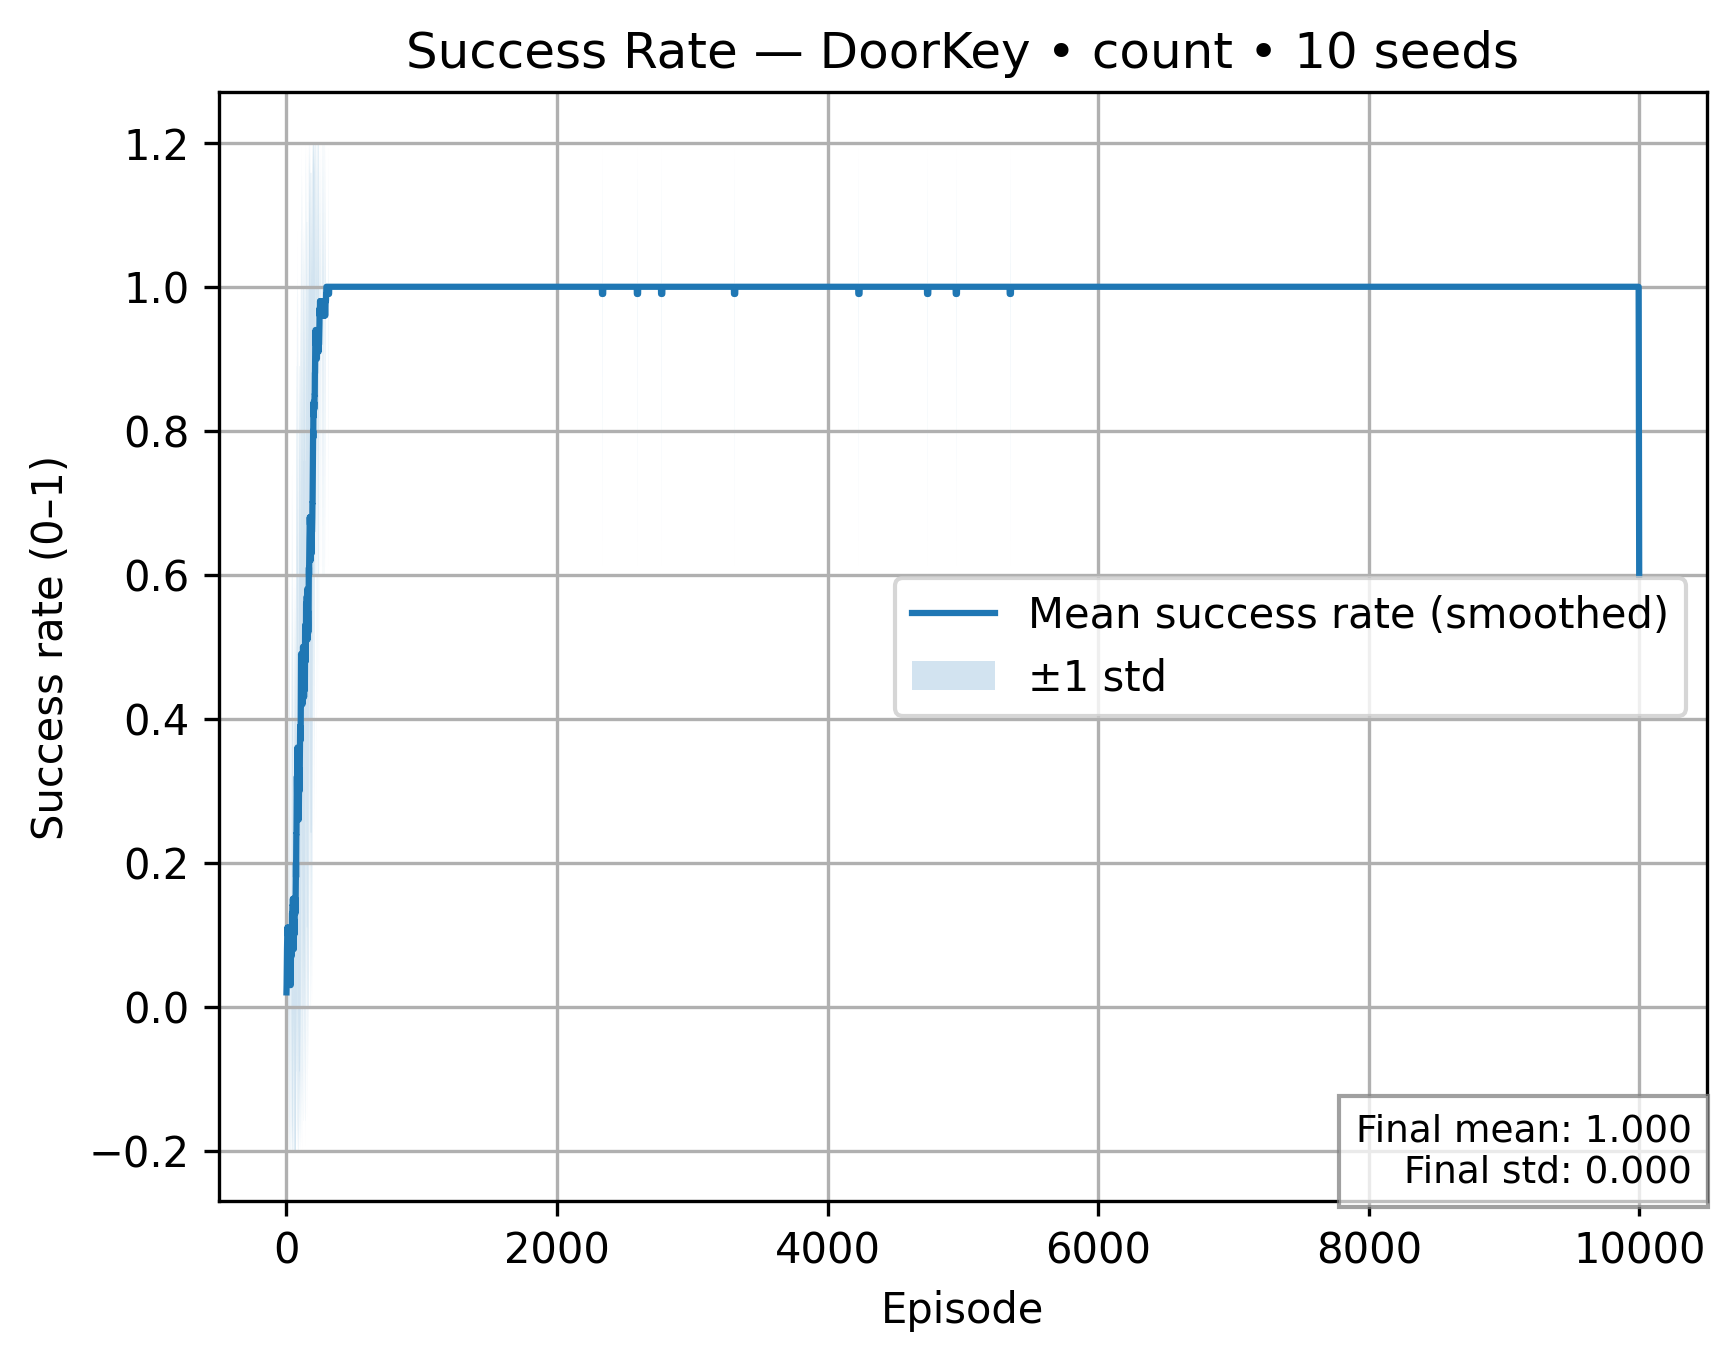 Success Rate — DoorKey • count • 10 seeds
Success rate (0–1)
1.2
1.0
0.8
0.6
0.4
0.2
0.0
−0.2
Mean success rate (smoothed)
±1 std
Final mean: 1.000
Final std: 0.000
0 2000 4000 6000 8000 10000
Episode